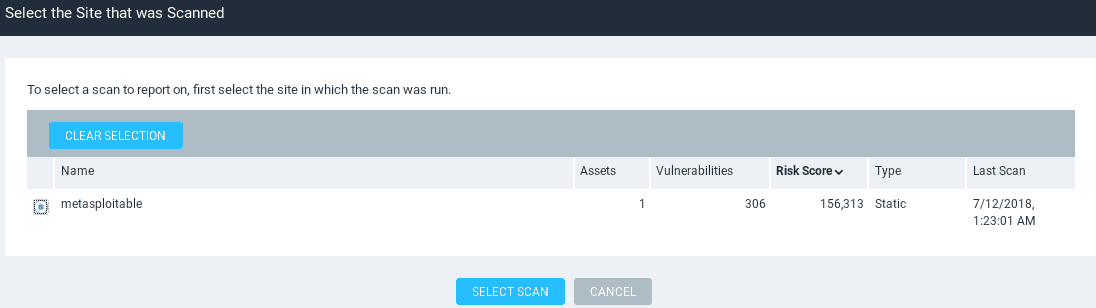 Select the Site that was Scanned
To select a scan to report on, first select the site in which the scan was run.
CLEAR SELECTION
Name Assets Vulnerabilities Risk Score Type Last Scan
metasploitable 1 306 156,313 Static 7/12/2018,
1:23:01 AM
SELECT SCAN CANCEL